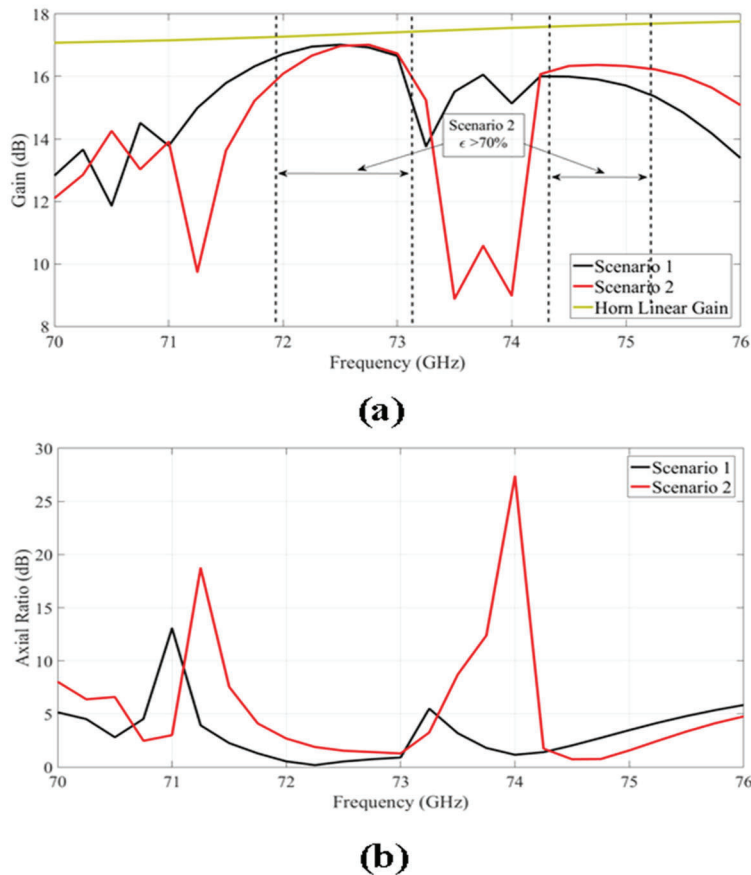 18
16
14
12
10
8
Gain (dB)
Scenario 2
ϵ >70%
Scenario 1
Scenario 2
Horn Linear Gain
70 71 72 73 74 75 76
Frequency (GHz)
(a)
30
25
20
15
10
5
0
Axial Ratio (dB)
Scenario 1
Scenario 2
70 71 72 73 74 75 76
Frequency (GHz)
(b)